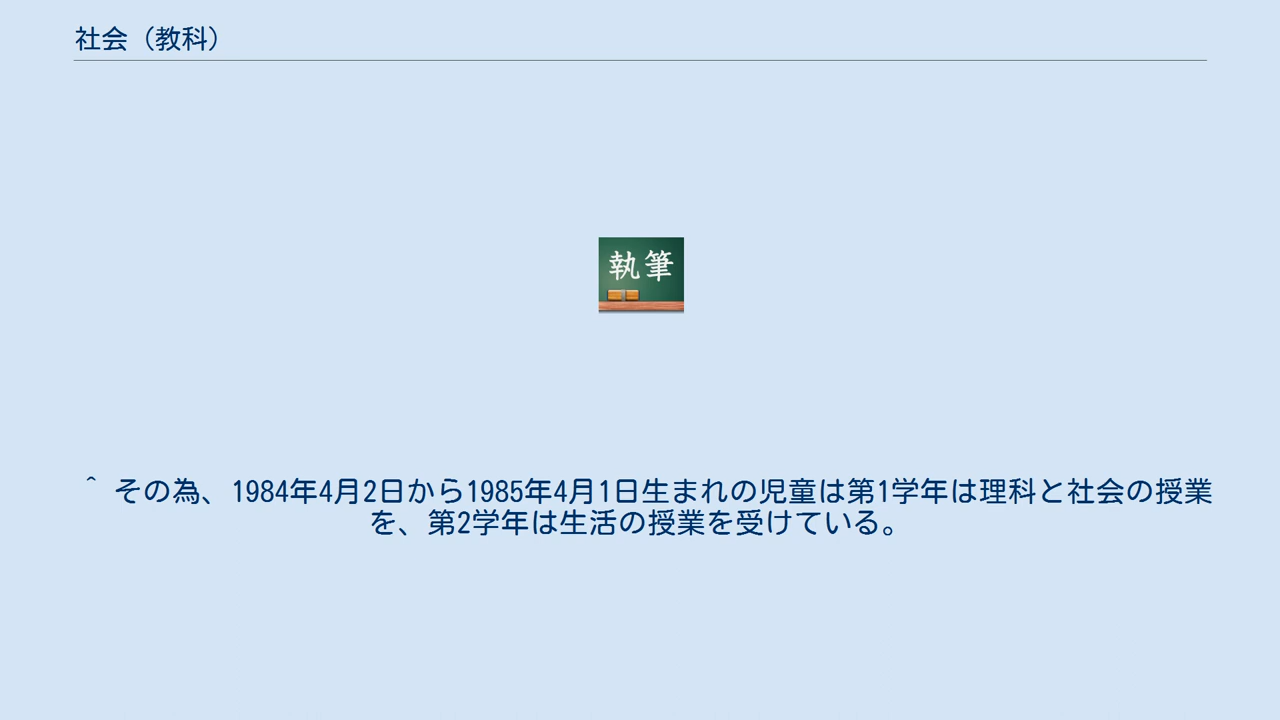 社会（教科）
執筆
^ その為、1984年4月2日から1985年4月1日生まれの児童は第1学年は理科と社会の授業
を、第2学年は生活の授業を受けている。